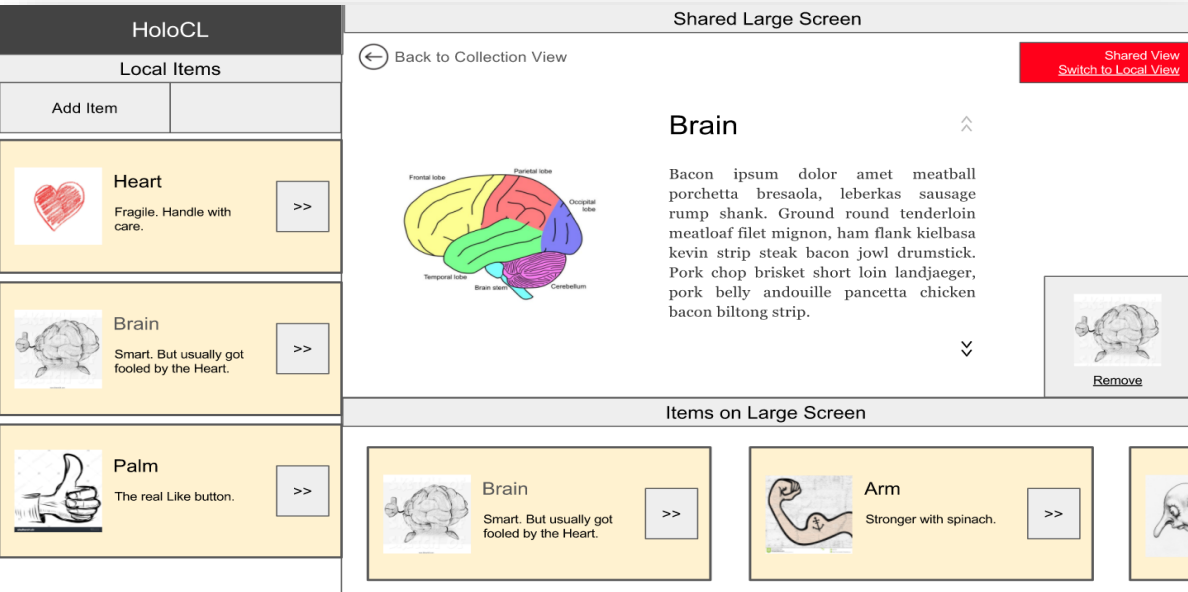 HoloCL
Local Items
Add Item
Heart
Fragile. Handle with
care.
>>
Brain
Smart. But usually got
fooled by the Heart.
>>
Palm
The real Like button.
>>
Shared Large Screen
Back to Collection View
Shared View
Switch to Local View
Frontal lobe
Parietal lobe
Occipital
lobe
Temporal lobe
Brain stem
Cerebellum
Brain
Bacon ipsum dolor amet meatball
porchetta bresaola, leberkas sausage
rump shank. Ground round tenderloin
meatloaf filet mignon, ham flank kielbasa
kevin strip steak bacon jowl drumstick.
Pork chop brisket short loin landjaeger,
pork belly andouille pancetta chicken
bacon biltong strip.
Remove
Items on Large Screen
Brain
Smart. But usually got
fooled by the Heart.
>>
Arm
Stronger with spinach.
>>